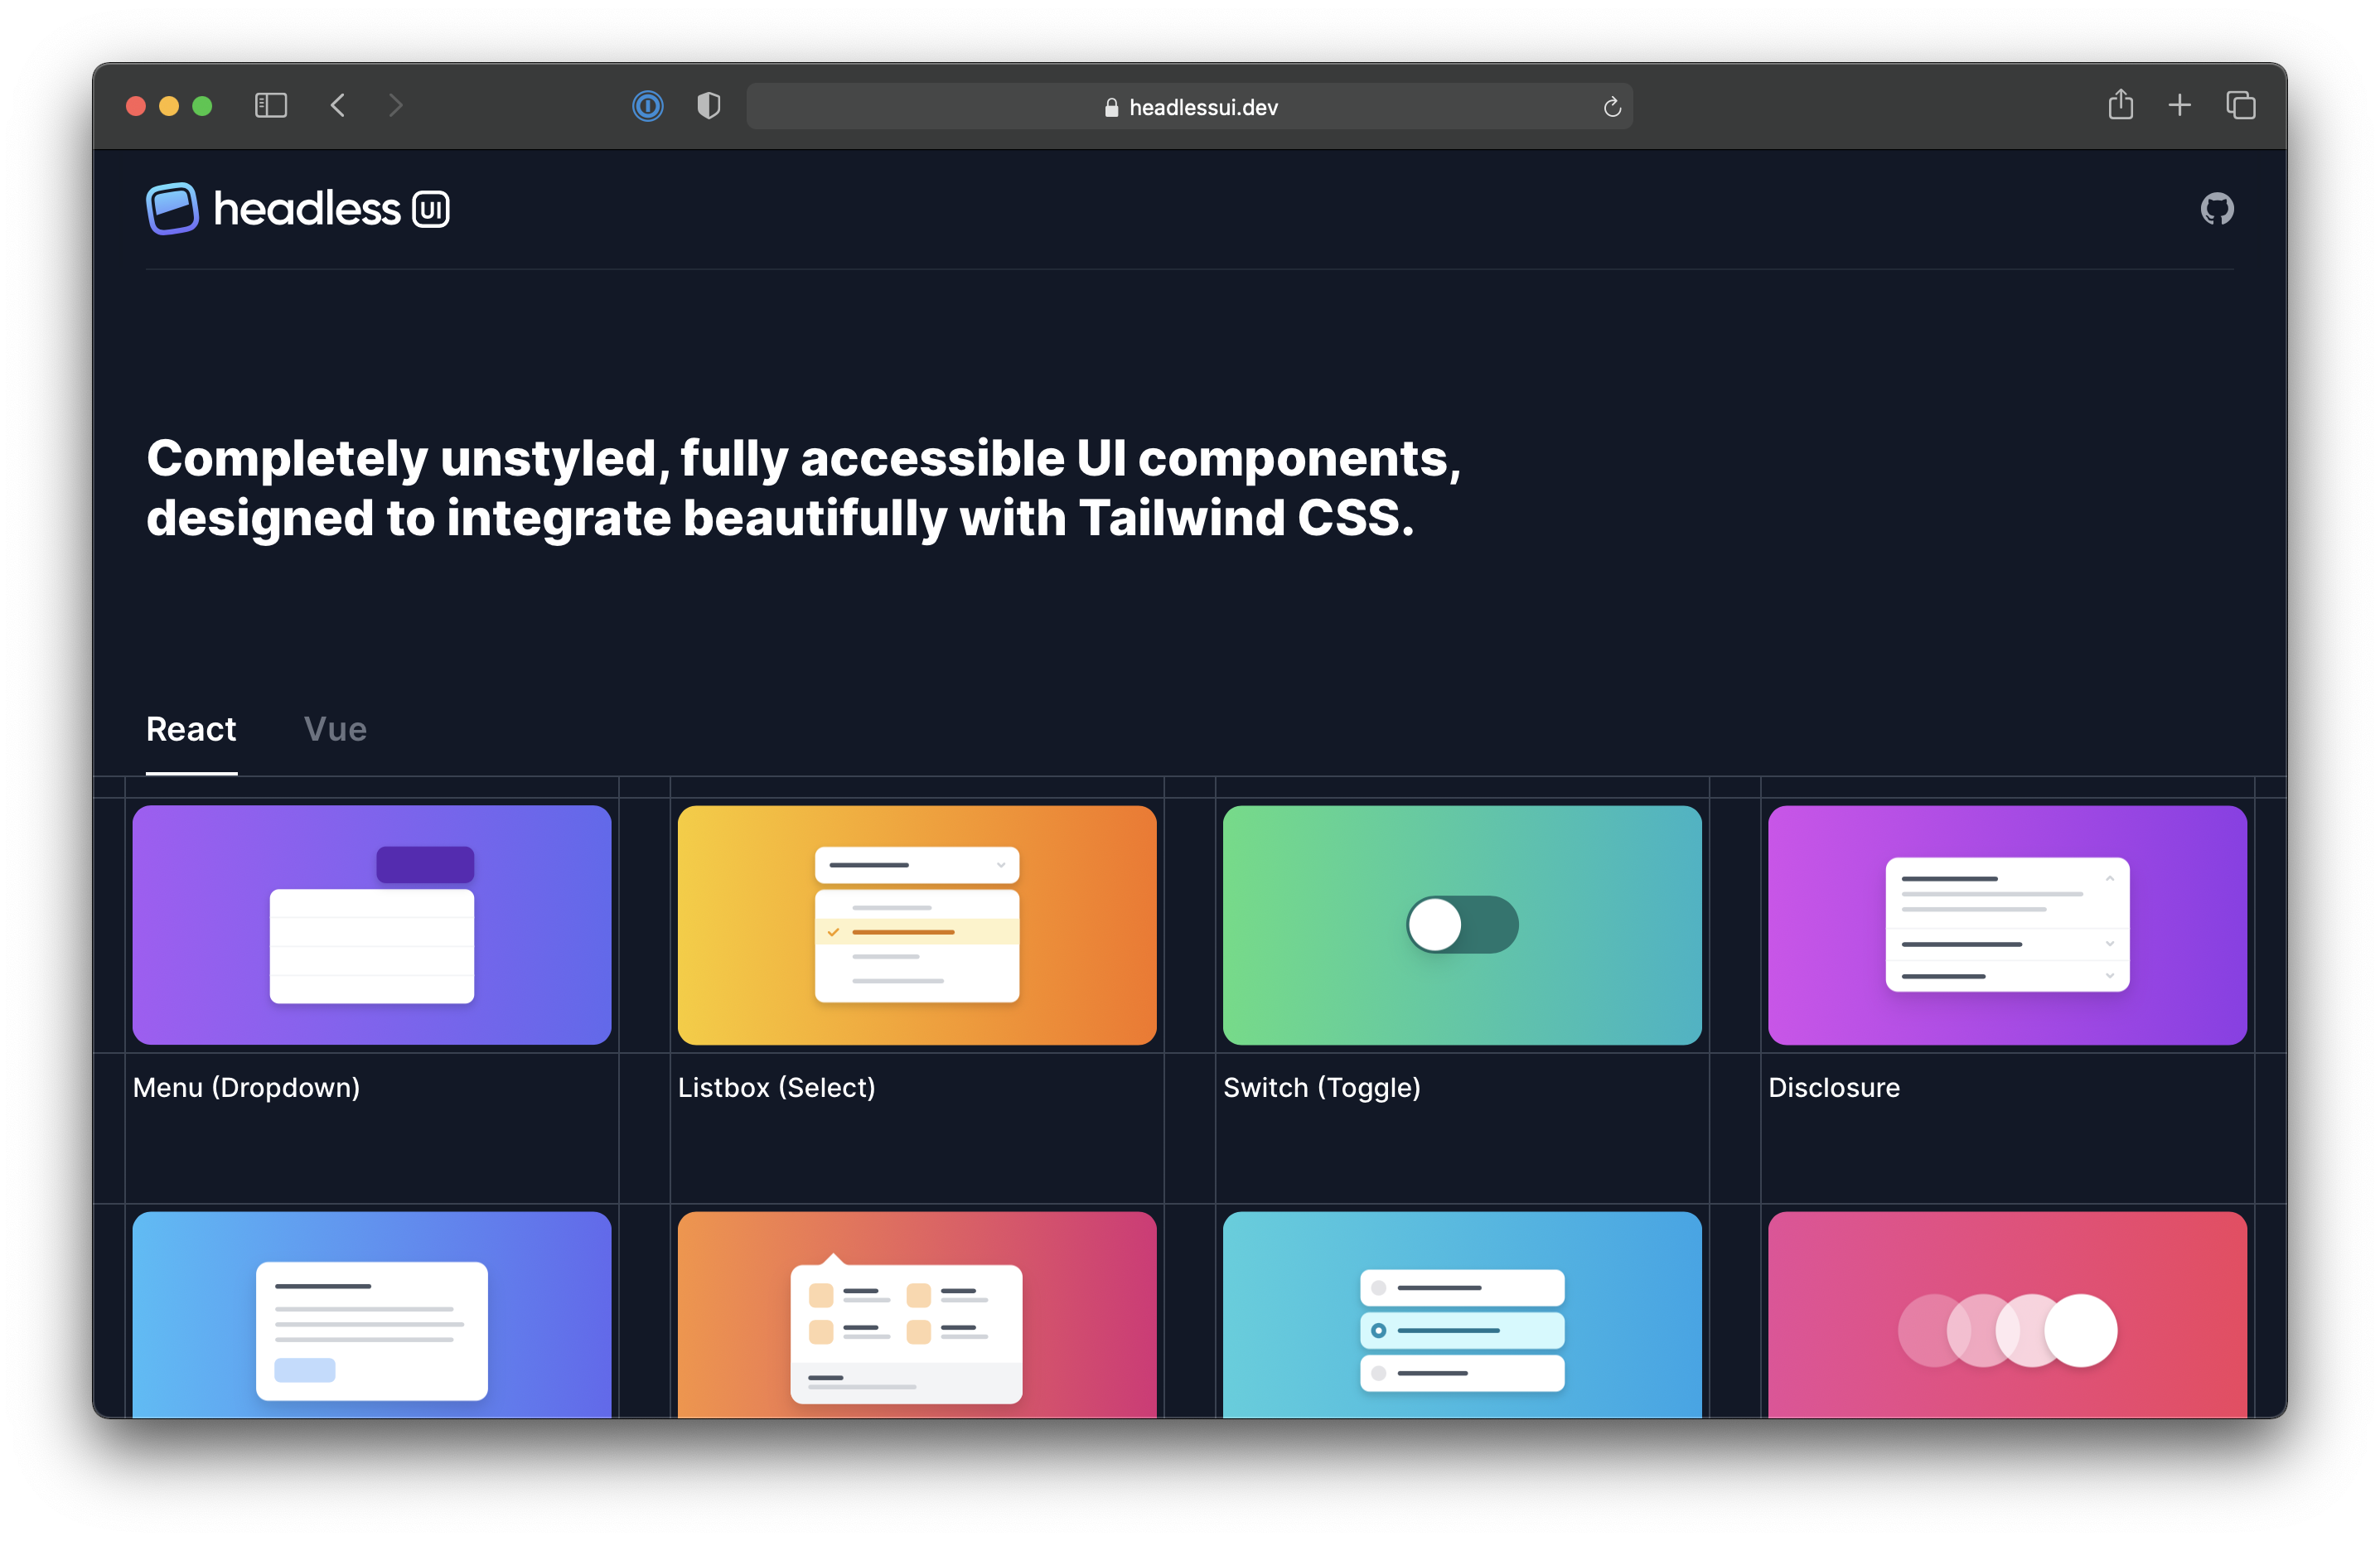 headlessui.dev
headless UI
Completely unstyled, fully accessible UI components,
designed to integrate beautifully with Tailwind CSS.
React Vue
Menu (Dropdown)
Listbox (Select)
Switch (Toggle)
Disclosure